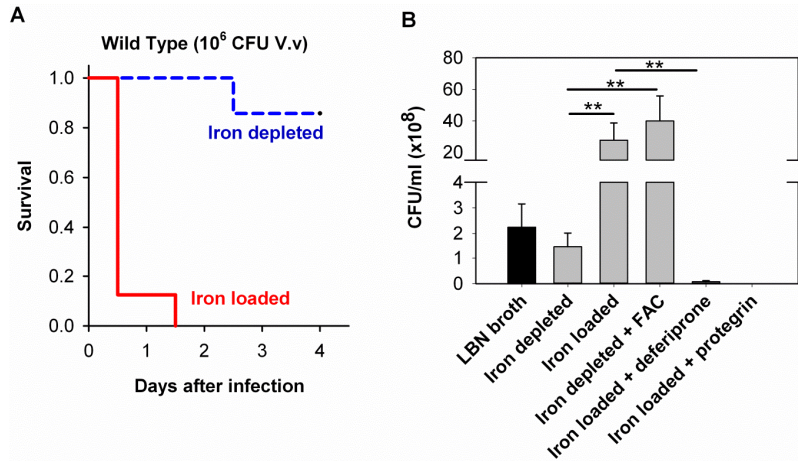 A
Wild Type (10⁶ CFU V.v)
1.0
0.8
0.6
0.4
0.2
0.0
Survival
Iron depleted
Iron loaded
0 1 2 3 4
Days after infection
B
80
60
40
20
4
3
2
1
0
CFU/ml (x10⁸)
**
**
**
LBN broth
Iron depleted
Iron loaded
Iron depleted + FAC
Iron loaded + deferiprone
Iron loaded + protegrin